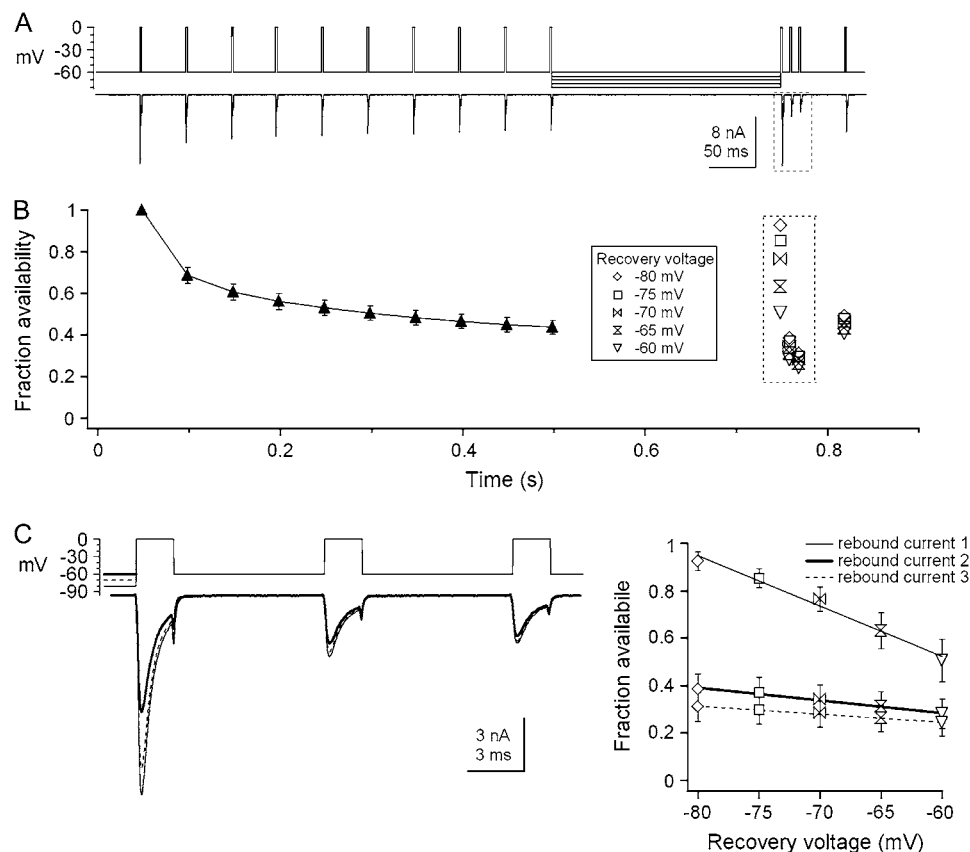 A
0
-30
mV
-60
8 nA
50 ms
B
1
0.8
0.6
0.4
0.2
0
Fraction availability
Recovery voltage
-80 mV
-75 mV
-70 mV
-65 mV
-60 mV
0
0.2
0.4
0.6
0.8
Time (s)
C
0
-30
mV
-60
-90
3 nA
3 ms
rebound current 1
rebound current 2
rebound current 3
1
0.8
0.6
0.4
0.2
0
Fraction availabile
-80
-75
-70
-65
-60
Recovery voltage (mV)